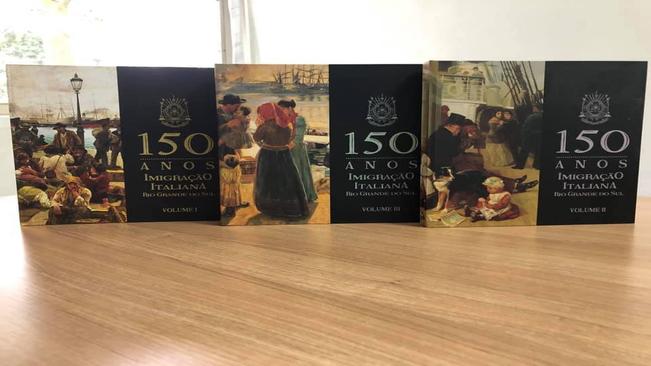 150
ANOS
IMIGRAÇÃO
ITALIANA
RIO GRANDE DO SUL
VOLUME I
150
ANOS
IMIGRAÇÃO
ITALIANA
RIO GRANDE DO SUL
VOLUME III
150
ANOS
IMIGRAÇÃO
ITALIANA
RIO GRANDE DO SUL
VOLUME II